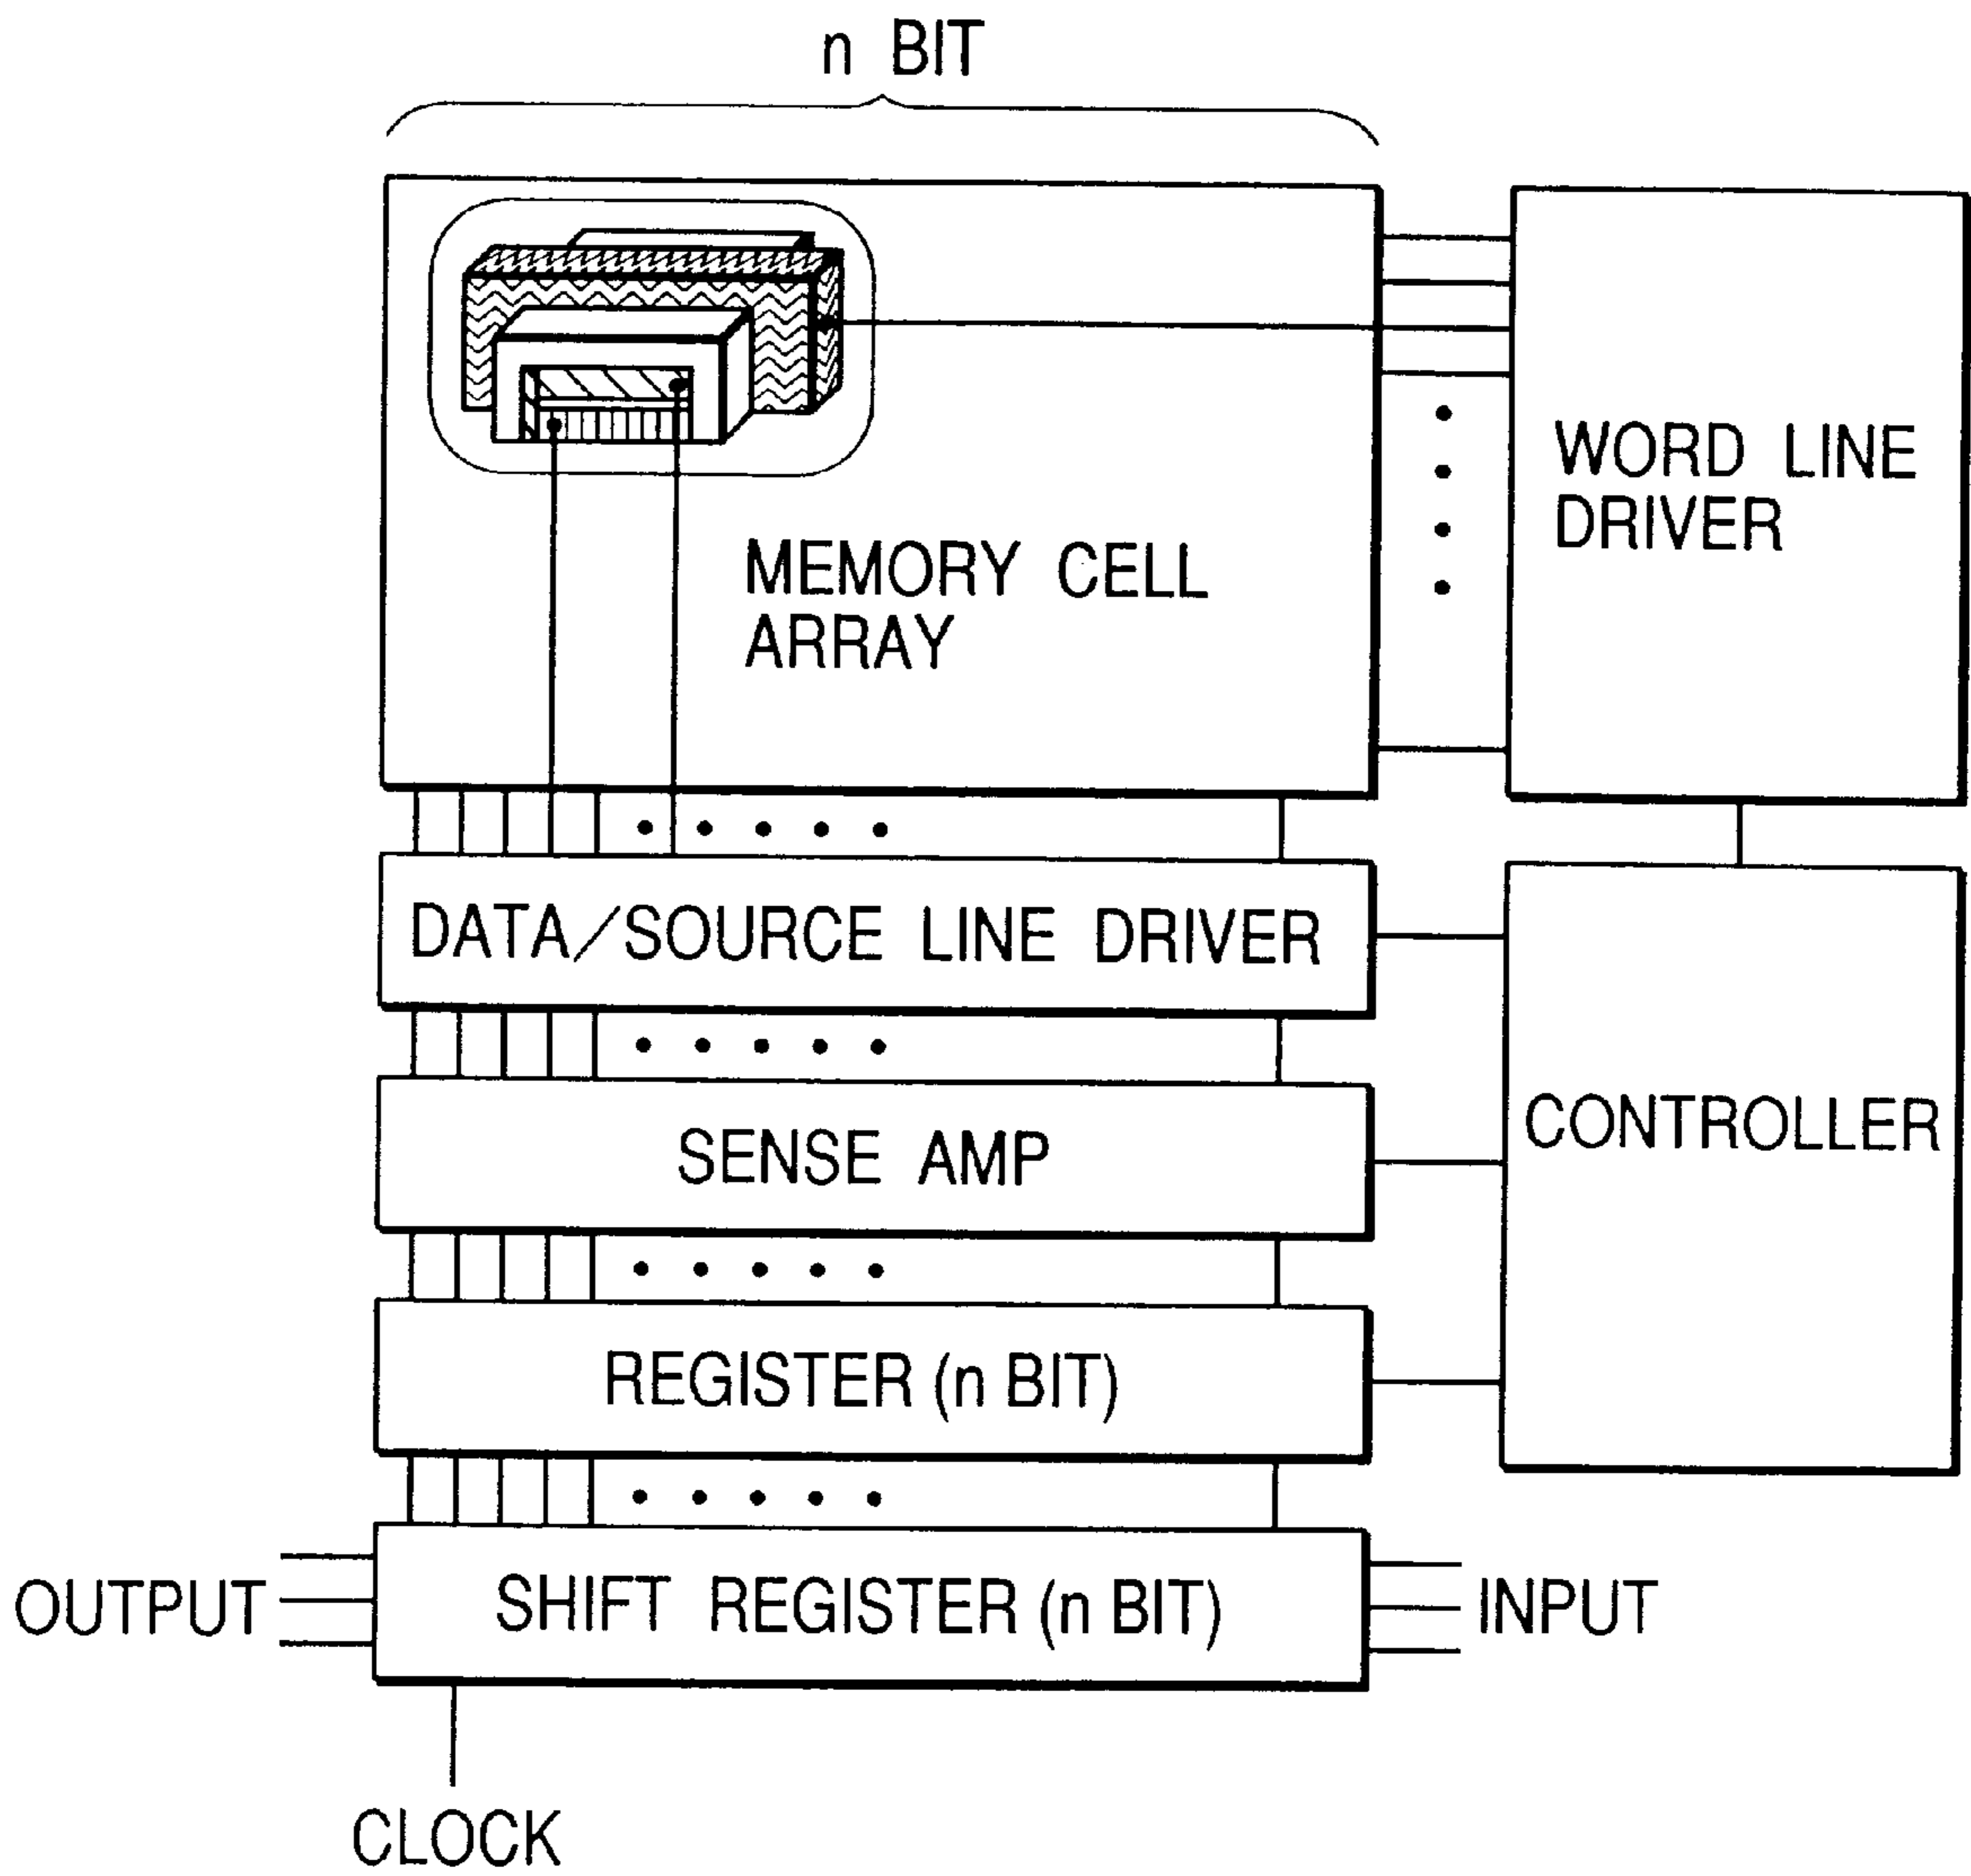 n BIT
WORD LINE
DRIVER
MEMORY CELL
ARRAY
DATA/SOURCE LINE DRIVER
CONTROLLER
SENSE AMP
REGISTER (n BIT)
OUTPUT
SHIFT REGISTER (n BIT)
INPUT
CLOCK